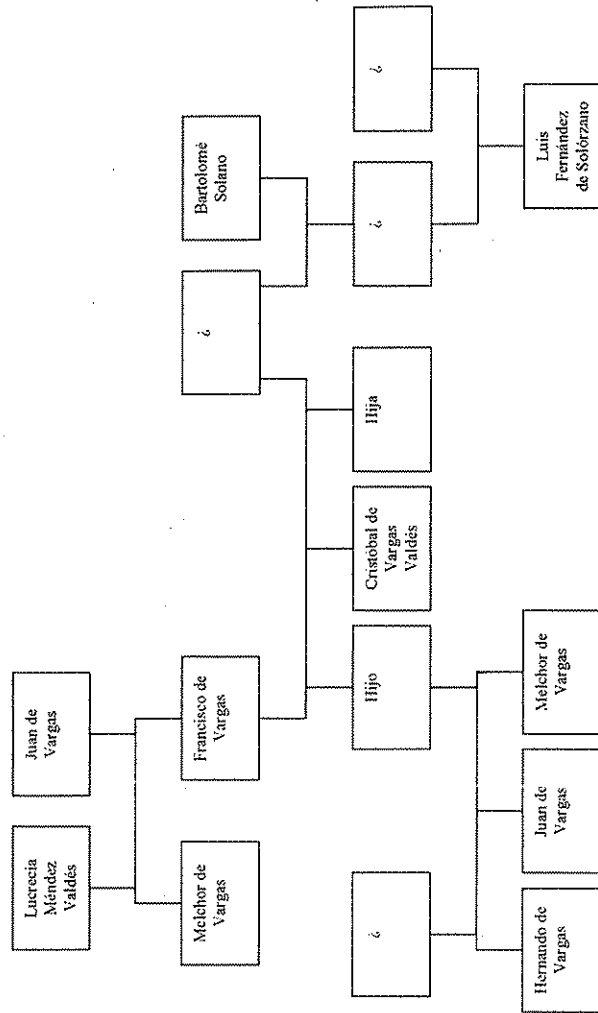 Lucrecia
Méndez
Valdés
Juan de
Vargas
Melchor de
Vargas
Francisco de
Vargas
¿
Bartolomé
Solano
¿
Hijo
Cristóbal de
Vargas
Valdés
Hija
¿
¿
Hernando de
Vargas
Juan de
Vargas
Melchor de
Vargas
Luis
Fernández
de Solórzano